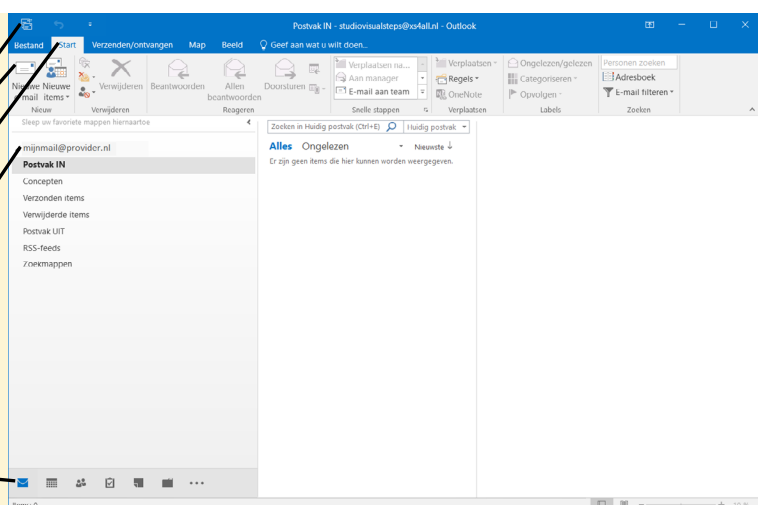 Postvak IN - studiovisualsteps@xs4all.nl - Outlook
Bestand Start Verzenden/ontvangen Map Beeld Geef aan wat u wilt doen...
Nieuwe e-mail
Nieuwe items
Verwijderen
Beantwoorden
Allen beantwoorden
Doorsturen
Verplaatsen na...
Aan manager
E-mail aan team
Verplaatsen
Regels
OneNote
Ongelezen/gelezen
Categoriseren
Opvolgen
Personen zoeken
Adresboek
E-mail filteren
Nieuw Verwijderen Reageren Snelle stappen Verplaatsen Labels Zoeken
Sleep uw favoriete mappen hiernaartoe
mijnmail@provider.nl
Postvak IN
Concepten
Verzonden items
Verwijderde items
Postvak UIT
RSS-feeds
Zoekmappen
Zoeken in Huidig postvak (Ctrl+E) Huidig postvak
Alles Ongelezen Nieuwste ↓
Er zijn geen items die hier kunnen worden weergegeven.